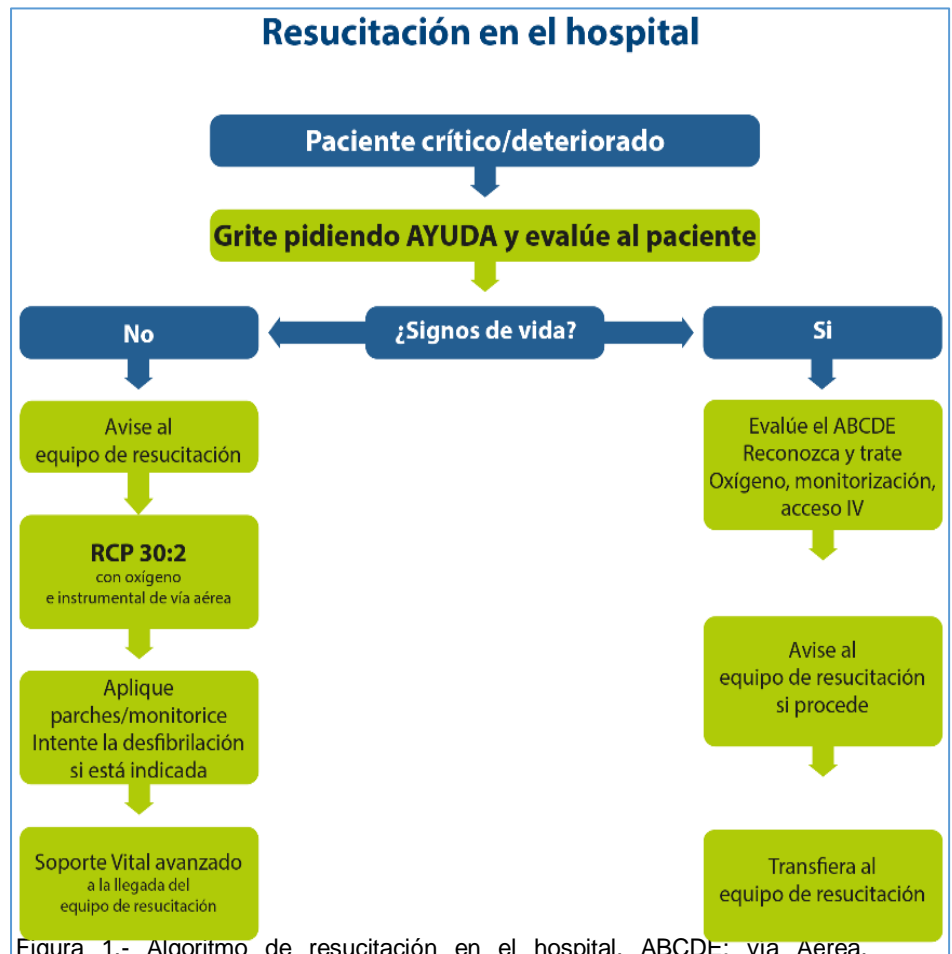 Resucitación en el hospital
Paciente crítico/deteriorado
Grite pidiendo AYUDA y evalúe al paciente
¿Signos de vida?
No
Avise al
equipo de resucitación
RCP 30:2
con oxígeno
e instrumental de vía aérea
Aplique
parches/monitorice
Intente la desfibrilación
si está indicada
Soporte Vital avanzado
a la llegada del
equipo de resucitación
Si
Evalúe el ABCDE
Reconozca y trate
Oxígeno, monitorización,
acceso IV
Avise al
equipo de resucitación
si procede
Transfiera al
equipo de resucitación
Figura 1.- Algoritmo de resucitación en el hospital. ABCDE: vía Aérea,